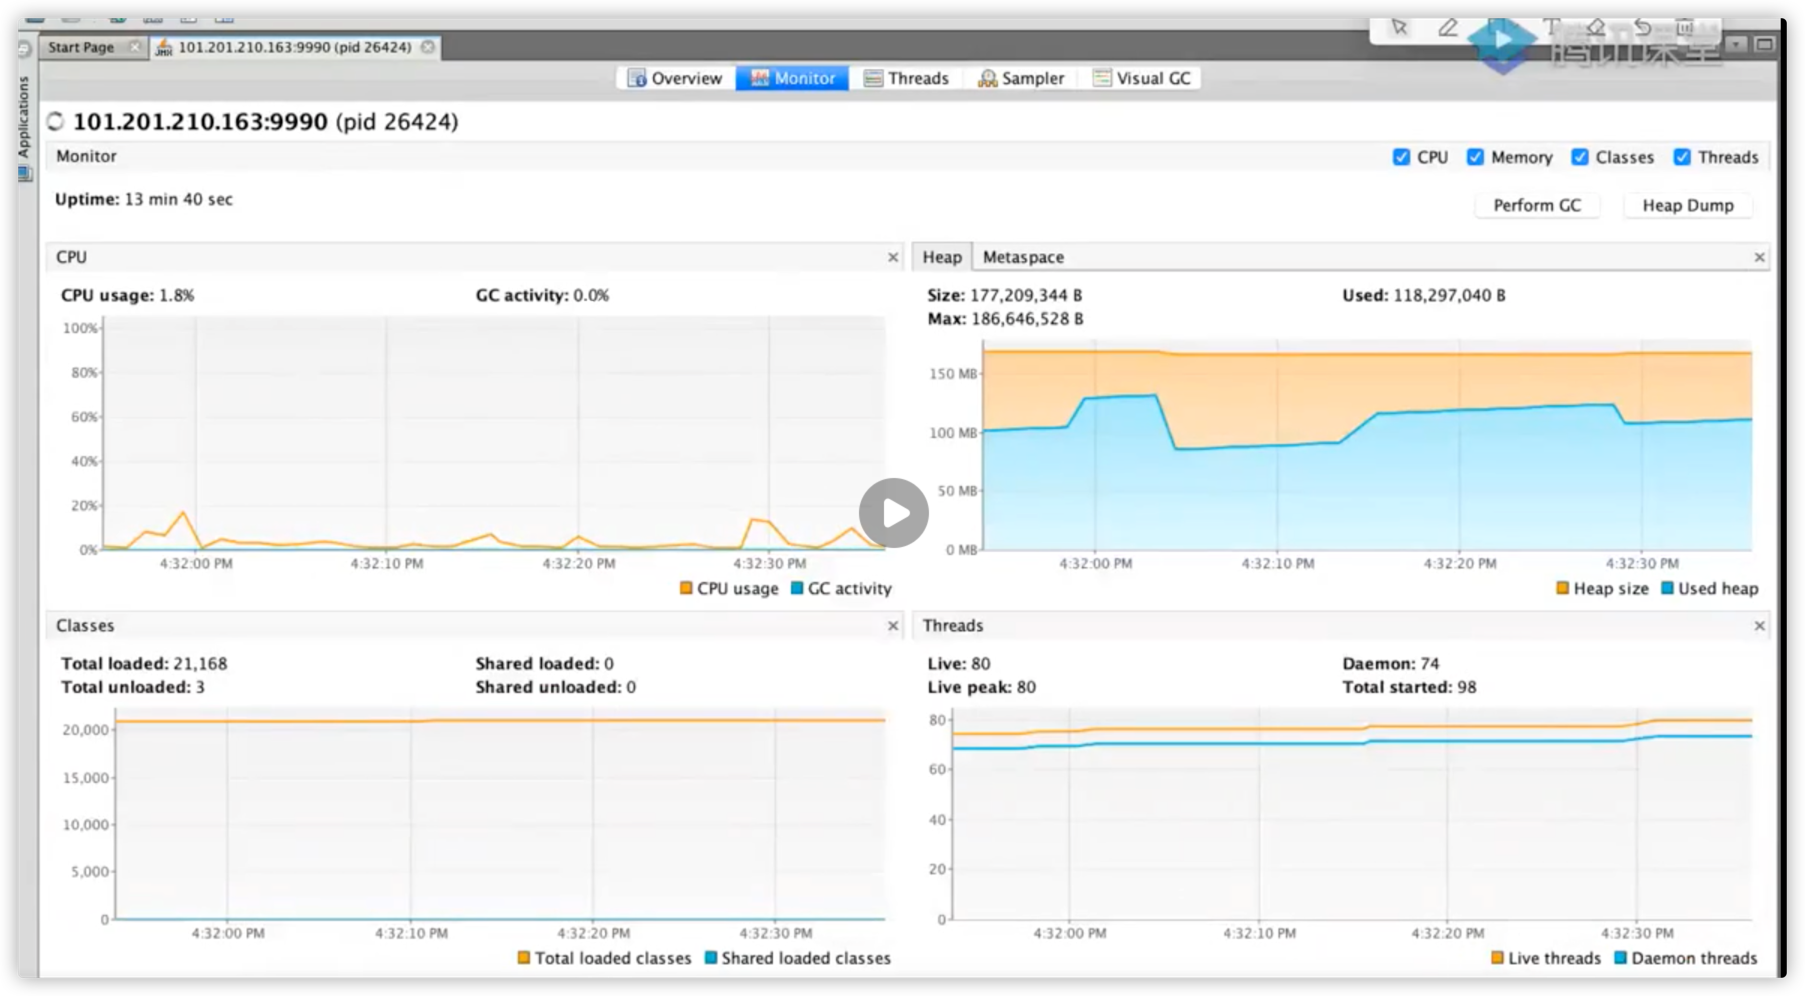 腾讯课堂
Start Page
JMX 101.201.210.163:9990 (pid 26424)
Applications
Overview Monitor Threads Sampler Visual GC
101.201.210.163:9990 (pid 26424)
Monitor
CPU Memory Classes Threads
Uptime: 13 min 40 sec
Perform GC Heap Dump
CPU
CPU usage: 1.8% GC activity: 0.0%
100%
80%
60%
40%
20%
0%
4:32:00 PM 4:32:10 PM 4:32:20 PM 4:32:30 PM
CPU usage GC activity
Heap Metaspace
Size: 177,209,344 B Used: 118,297,040 B
Max: 186,646,528 B
150 MB
100 MB
50 MB
0 MB
4:32:00 PM 4:32:10 PM 4:32:20 PM 4:32:30 PM
Heap size Used heap
Classes
Total loaded: 21,168 Shared loaded: 0
Total unloaded: 3 Shared unloaded: 0
20,000
15,000
10,000
5,000
0
4:32:00 PM 4:32:10 PM 4:32:20 PM 4:32:30 PM
Total loaded classes Shared loaded classes
Threads
Live: 80 Daemon: 74
Live peak: 80 Total started: 98
80
60
40
20
0
4:32:00 PM 4:32:10 PM 4:32:20 PM 4:32:30 PM
Live threads Daemon threads